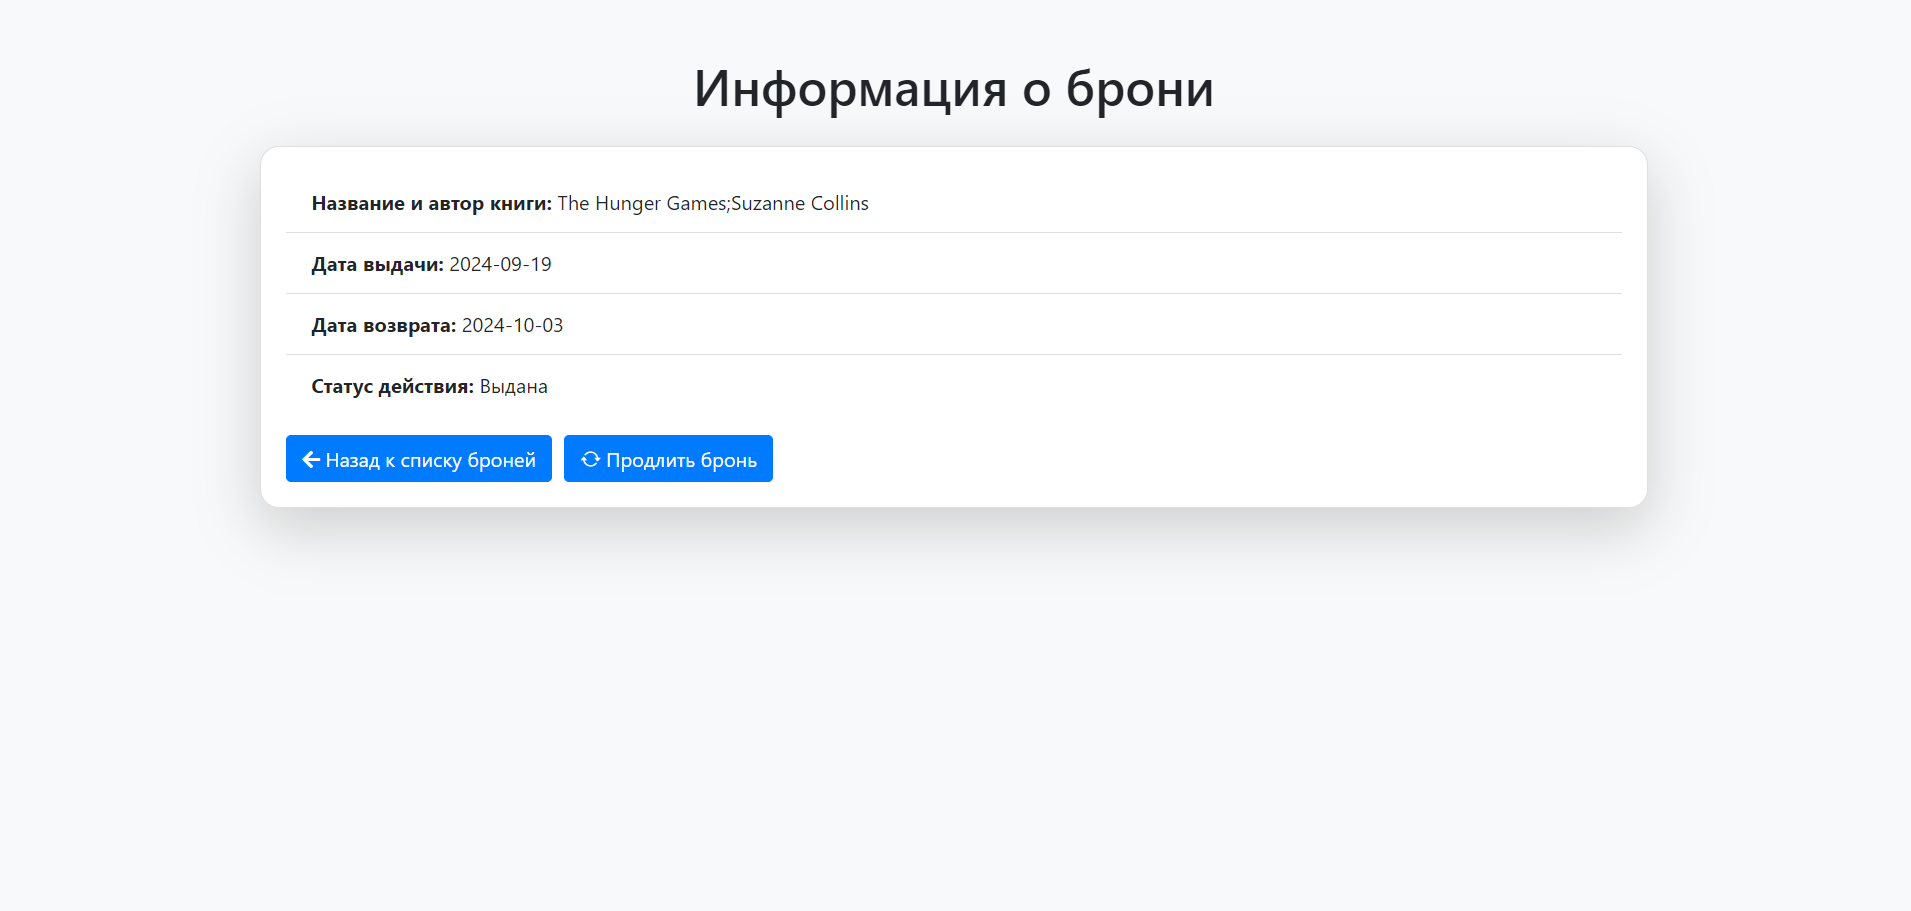 Информация о брони
Название и автор книги: The Hunger Games;Suzanne Collins
Дата выдачи: 2024-09-19
Дата возврата: 2024-10-03
Статус действия: Выдана
Назад к списку броней
Продлить бронь